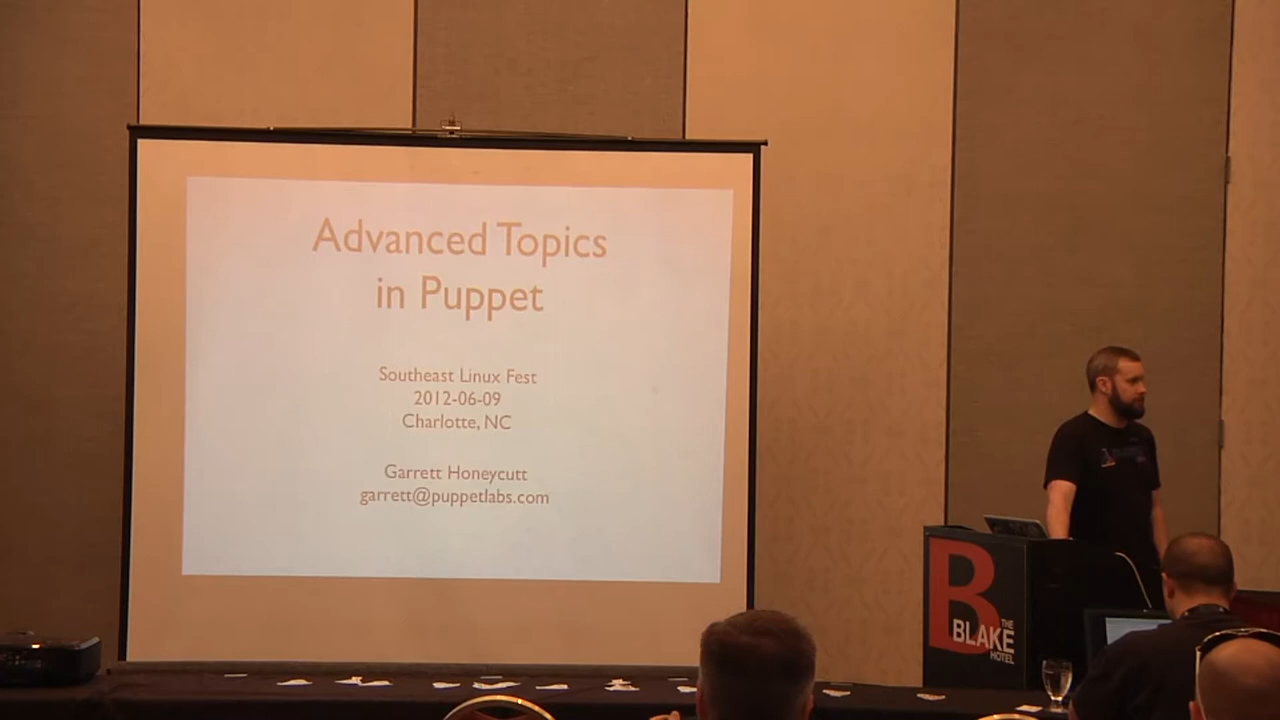 Advanced Topics
in Puppet
Southeast Linux Fest
2012-06-09
Charlotte, NC
Garrett Honeycutt
garrett@puppetlabs.com
B
THE
BLAKE
HOTEL